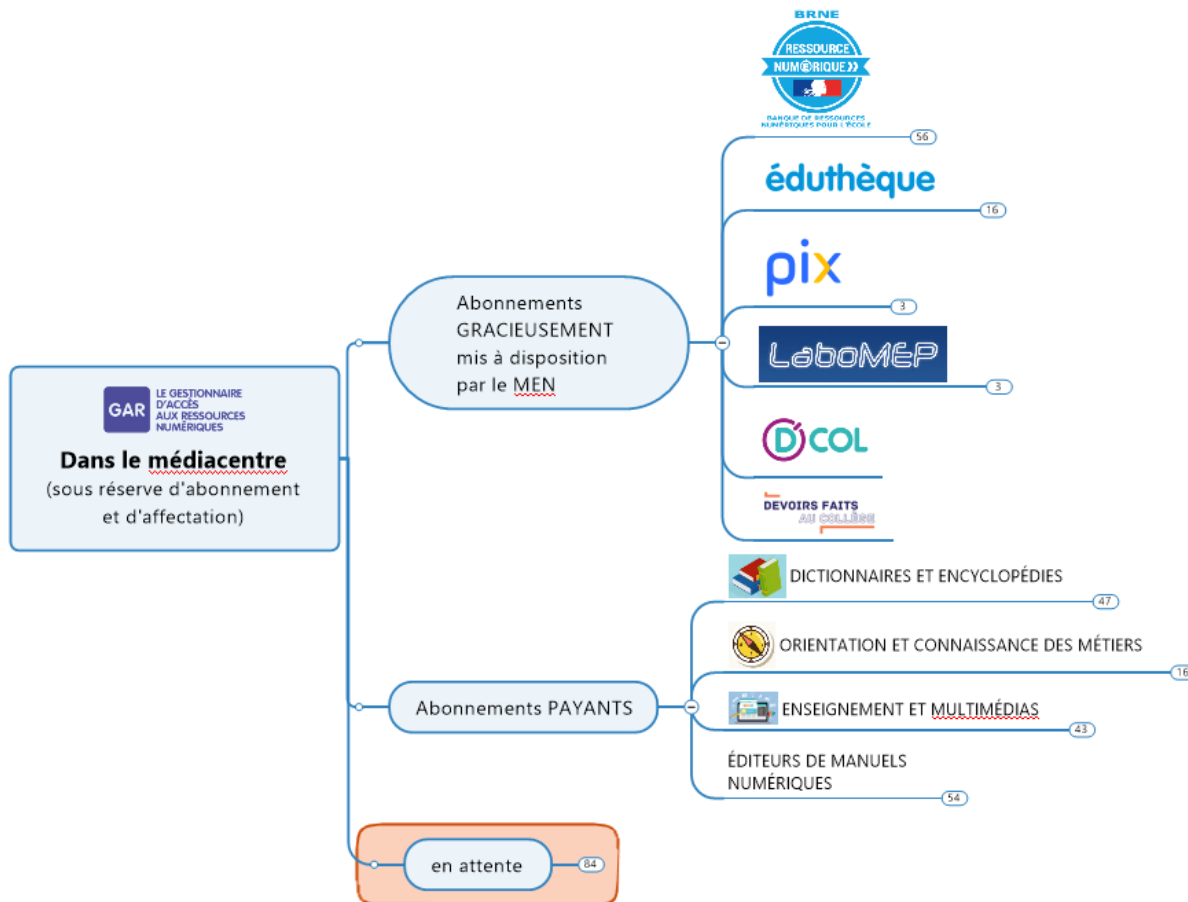 GAR
LE GESTIONNAIRE
D'ACCÈS
AUX RESSOURCES
NUMÉRIQUES
Dans le médiacentre
(sous réserve d'abonnement
et d'affectation)
Abonnements
GRACIEUSEMENT
mis à disposition
par le MEN
BRNE
RESSOURCE
NUMÉRIQUE
BANQUE DE RESSOURCES
NUMÉRIQUES POUR L'ÉCOLE
56
éduthèque
16
pix
3
LaboMEP
3
D'COL
DEVOIRS FAITS
AU COLLÈGE
Abonnements PAYANTS
DICTIONNAIRES ET ENCYCLOPÉDIES
47
ORIENTATION ET CONNAISSANCE DES MÉTIERS
16
ENSEIGNEMENT ET MULTIMÉDIAS
43
ÉDITEURS DE MANUELS
NUMÉRIQUES
54
en attente
84